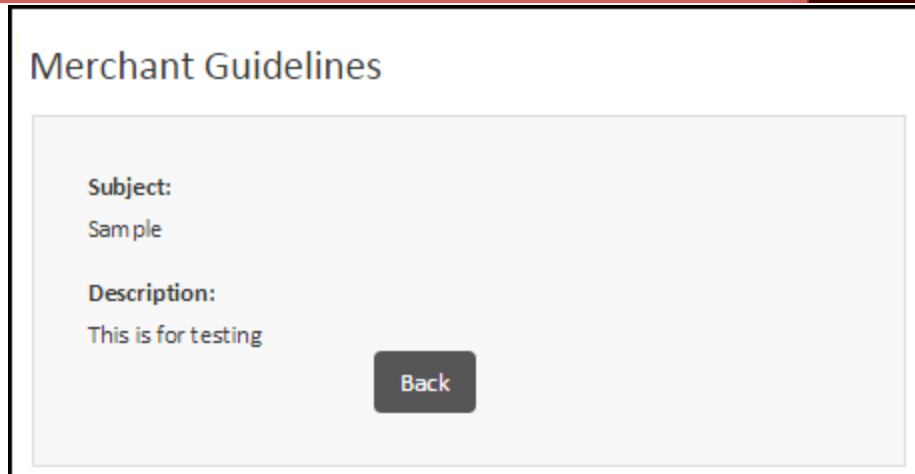 Merchant Guidelines
Subject:
Sample
Description:
This is for testing
Back